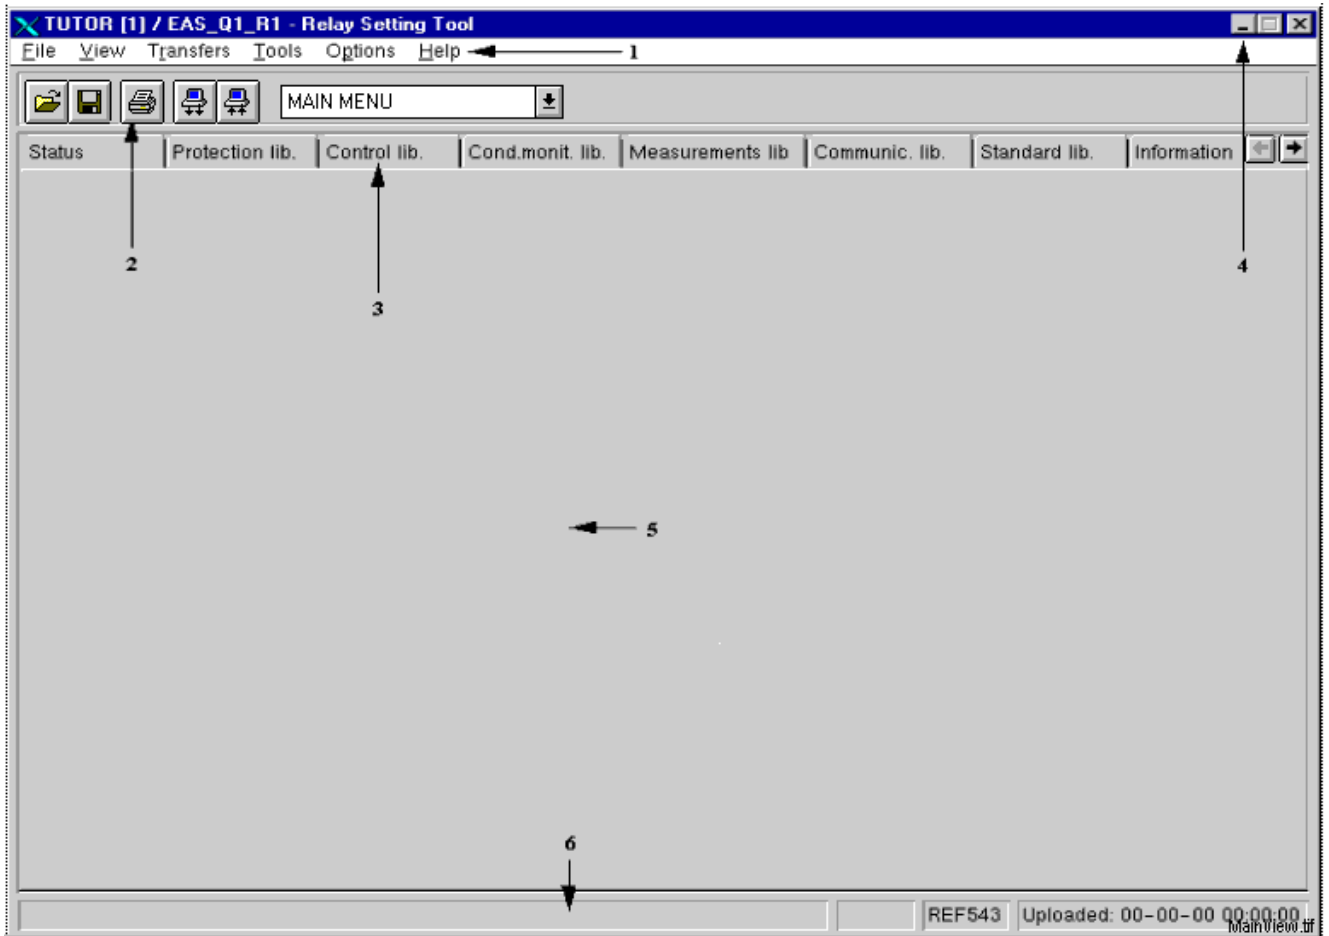 TUTOR [1] / EAS_Q1_R1 - Relay Setting Tool
File View Transfers Tools Options Help 1
MAIN MENU
Status Protection lib. Control lib. Cond.monit. lib. Measurements lib Communic. lib. Standard lib. Information
2
3
4
5
6
REF543 Uploaded: 00-00-00 00:00:00
MainView.tif